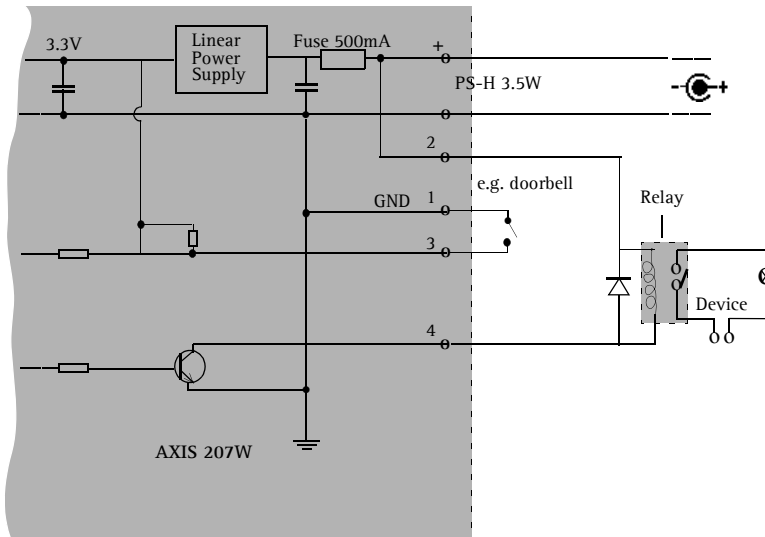 3.3V
Linear
Power
Supply
Fuse 500mA
+
PS-H 3.5W
- +
2
e.g. doorbell
GND 1
Relay
3
Device
4
AXIS 207W